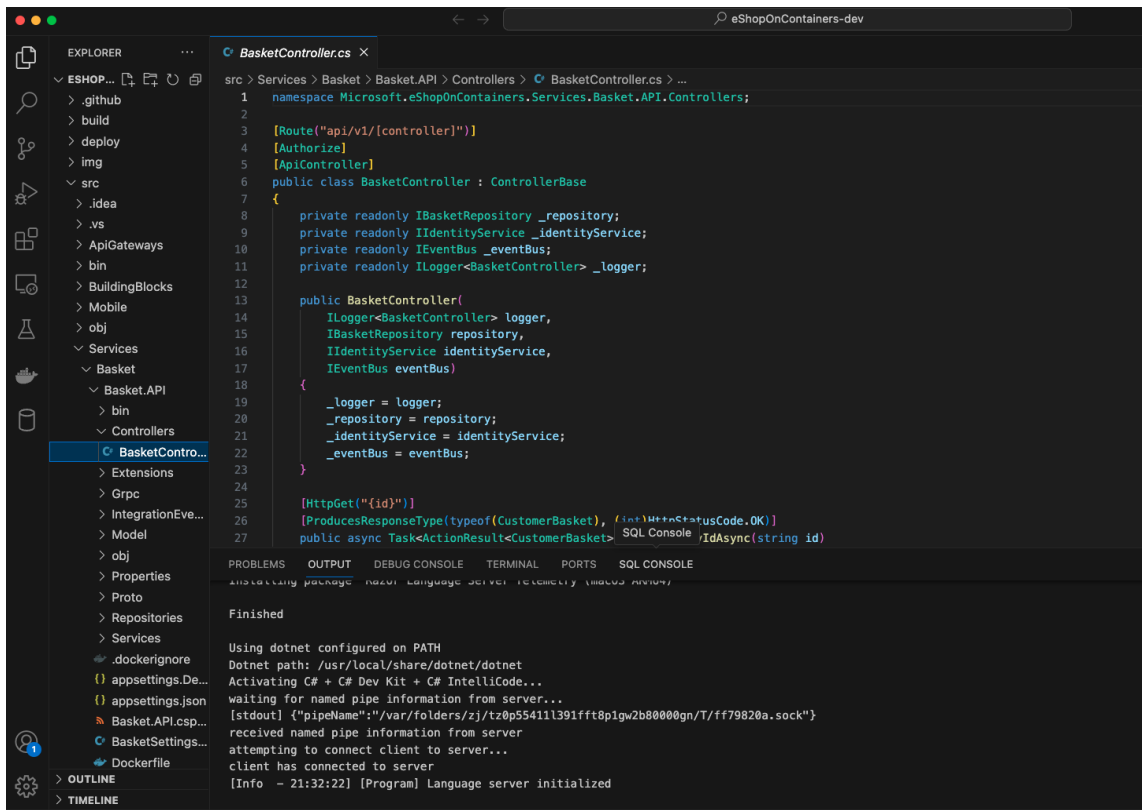 eShopOnContainers-dev
EXPLORER
ESHOP...
.github
build
deploy
img
src
.idea
.vs
ApiGateways
bin
BuildingBlocks
Mobile
obj
Services
Basket
Basket.API
bin
Controllers
BasketContro...
Extensions
Grpc
IntegrationEve...
Model
obj
Properties
Proto
Repositories
Services
.dockerignore
appsettings.De...
appsettings.json
Basket.API.csp...
BasketSettings...
Dockerfile
OUTLINE
TIMELINE
1
BasketController.cs
src > Services > Basket > Basket.API > Controllers > BasketController.cs > ...
1 namespace Microsoft.eShopOnContainers.Services.Basket.API.Controllers;
2
3 [Route("api/v1/[controller]")]
4 [Authorize]
5 [ApiController]
6 public class BasketController : ControllerBase
7 {
8 private readonly IBasketRepository _repository;
9 private readonly IIdentityService _identityService;
10 private readonly IEventBus _eventBus;
11 private readonly ILogger<BasketController> _logger;
12
13 public BasketController(
14 ILogger<BasketController> logger,
15 IBasketRepository repository,
16 IIdentityService identityService,
17 IEventBus eventBus)
18 {
19 _logger = logger;
20 _repository = repository;
21 _identityService = identityService;
22 _eventBus = eventBus;
23 }
24
25 [HttpGet("{id}")]
26 [ProducesResponseType(typeof(CustomerBasket), (int)HttpStatusCode.OK)]
27 public async Task<ActionResult<CustomerBasket> yIdAsync(string id)
SQL Console
PROBLEMS OUTPUT DEBUG CONSOLE TERMINAL PORTS SQL CONSOLE
Installing package 'Razor Language Server Telemetry (macOS ARM64)'
Finished
Using dotnet configured on PATH
Dotnet path: /usr/local/share/dotnet/dotnet
Activating C# + C# Dev Kit + C# IntelliCode...
waiting for named pipe information from server...
[stdout] {"pipeName":"/var/folders/zj/tz0p55411l391fft8p1gw2b80000gn/T/ff79820a.sock"}
received named pipe information from server
attempting to connect client to server...
client has connected to server
[Info - 21:32:22] [Program] Language server initialized